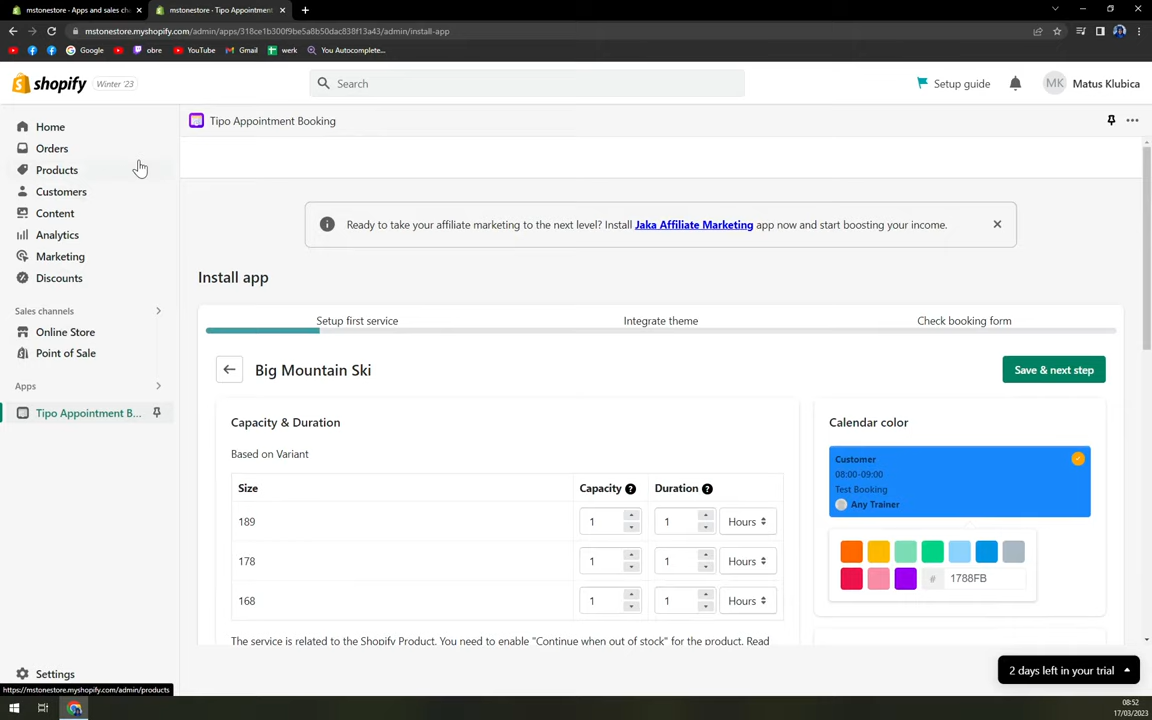 mstonestore - Apps and sales ch
mstonestore - Tipo Appointmen
mstonestore.myshopify.com/admin/apps/318ce1b300f9be5a8b50dac838f13a43/admin/install-app
Google
obre
YouTube
Gmail
werk
You Autocomplete...
shopify
Winter '23
Search
Setup guide
MK
Matus Klubica
Home
Orders
Products
Customers
Content
Analytics
Marketing
Discounts
Sales channels
Online Store
Point of Sale
Apps
Tipo Appointment B...
Settings
https://mstonestore.myshopify.com/admin/products
Tipo Appointment Booking
Ready to take your affiliate marketing to the next level? Install Jaka Affiliate Marketing app now and start boosting your income.
Install app
Setup first service
Integrate theme
Check booking form
Big Mountain Ski
Save & next step
Capacity & Duration
Based on Variant
Size
Capacity ?
Duration ?
189
1
1
Hours
178
1
1
Hours
168
1
1
Hours
The service is related to the Shopify Product. You need to enable "Continue when out of stock" for the product. Read
Calendar color
Customer
08:00-09:00
Test Booking
Any Trainer
# 1788FB
2 days left in your trial
08:52
17/03/2023